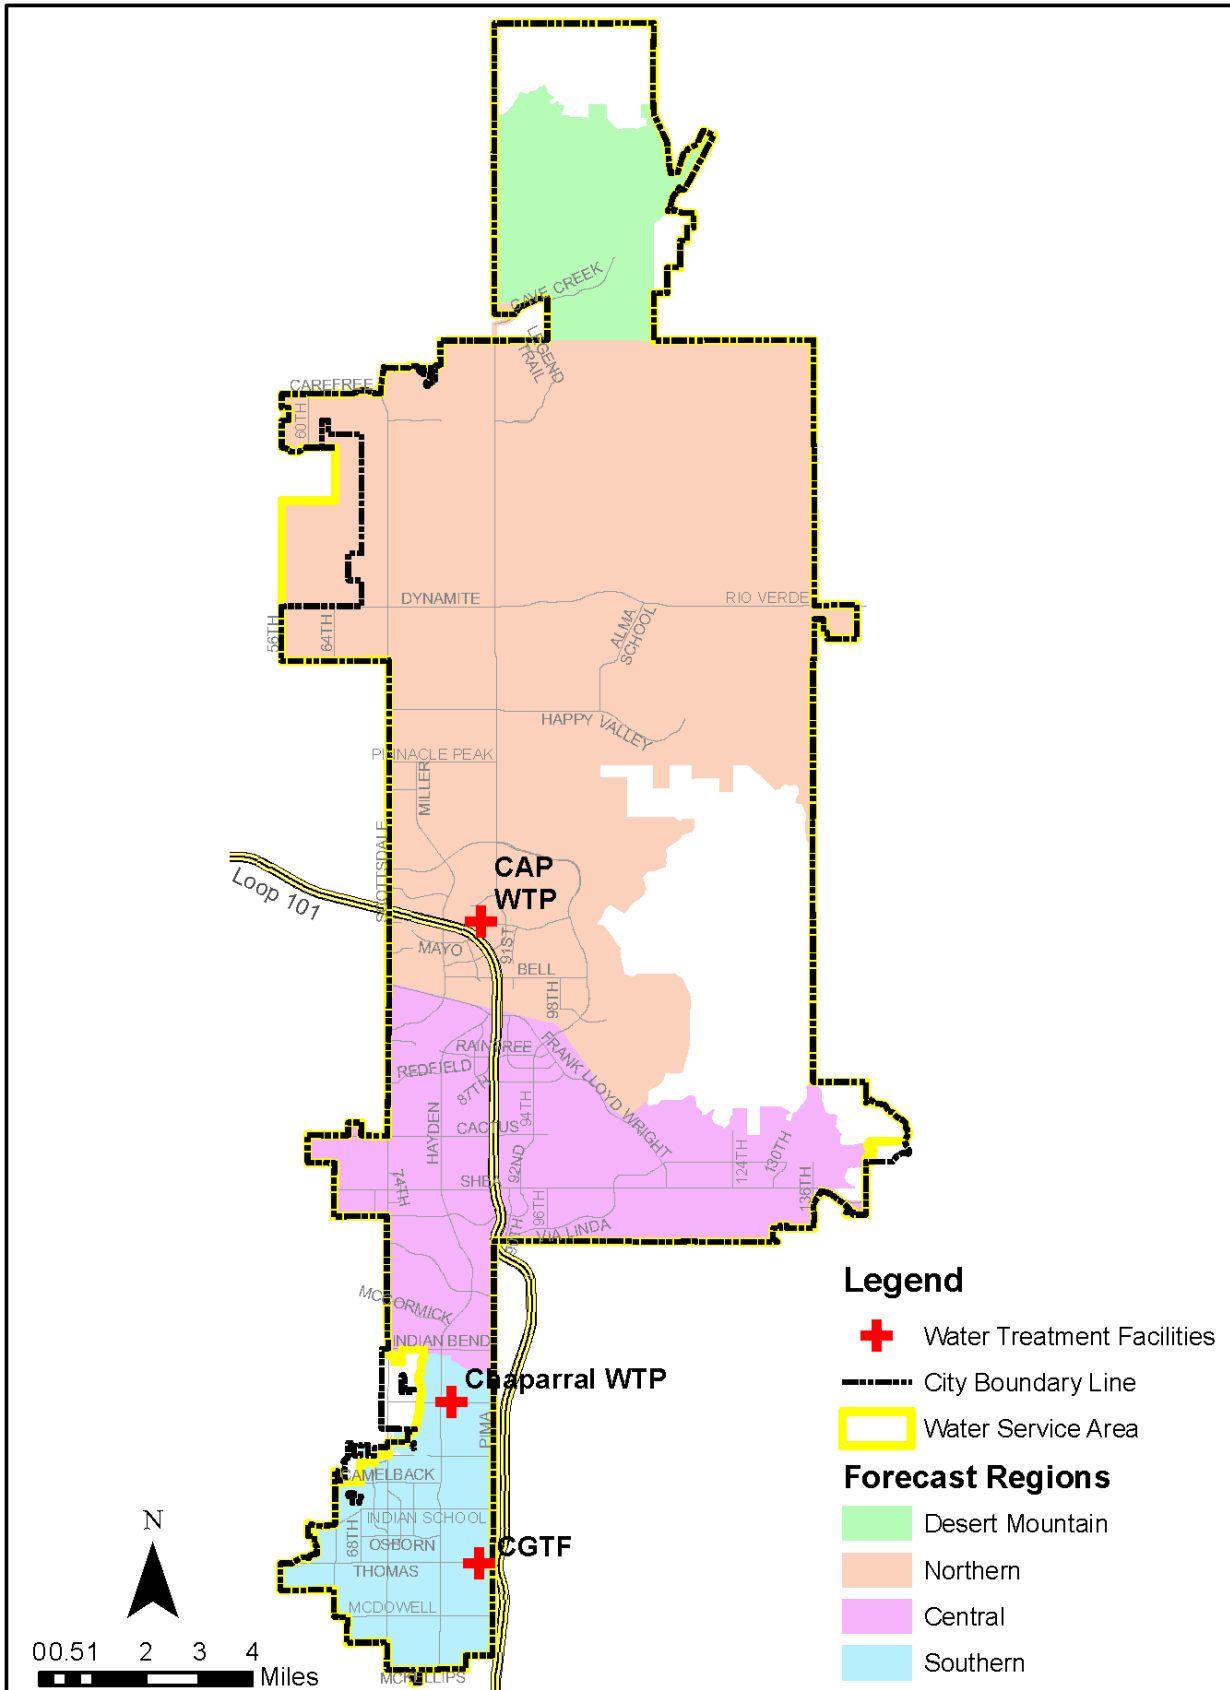 CAVE CREEK
LEGEND
TRAIL
CAREFREE
60TH
DYNAMITE
RIO VERDE
ALMA
SCHOOL
56TH
64TH
HAPPY VALLEY
PINNACLE PEAK
MILLER
SCOTTSDALE
CAP
WTP
Loop 101
MAYO
91ST
BELL
98TH
RAINTREE
REDFIELD
87TH
FRANK LLOYD WRIGHT
94TH
HAYDEN
CACTUS
92ND
124TH
130TH
74TH
SHEA
136TH
96TH
90TH
VIA LINDA
MCCORMICK
INDIAN BEND
Chaparral WTP
PIMA
CAMELBACK
INDIAN SCHOOL
68TH
OSBORN
CGTF
THOMAS
MCDOWELL
MCKELLIPS
N
0 0.5 1 2 3 4
Miles
Legend
Water Treatment Facilities
City Boundary Line
Water Service Area
Forecast Regions
Desert Mountain
Northern
Central
Southern